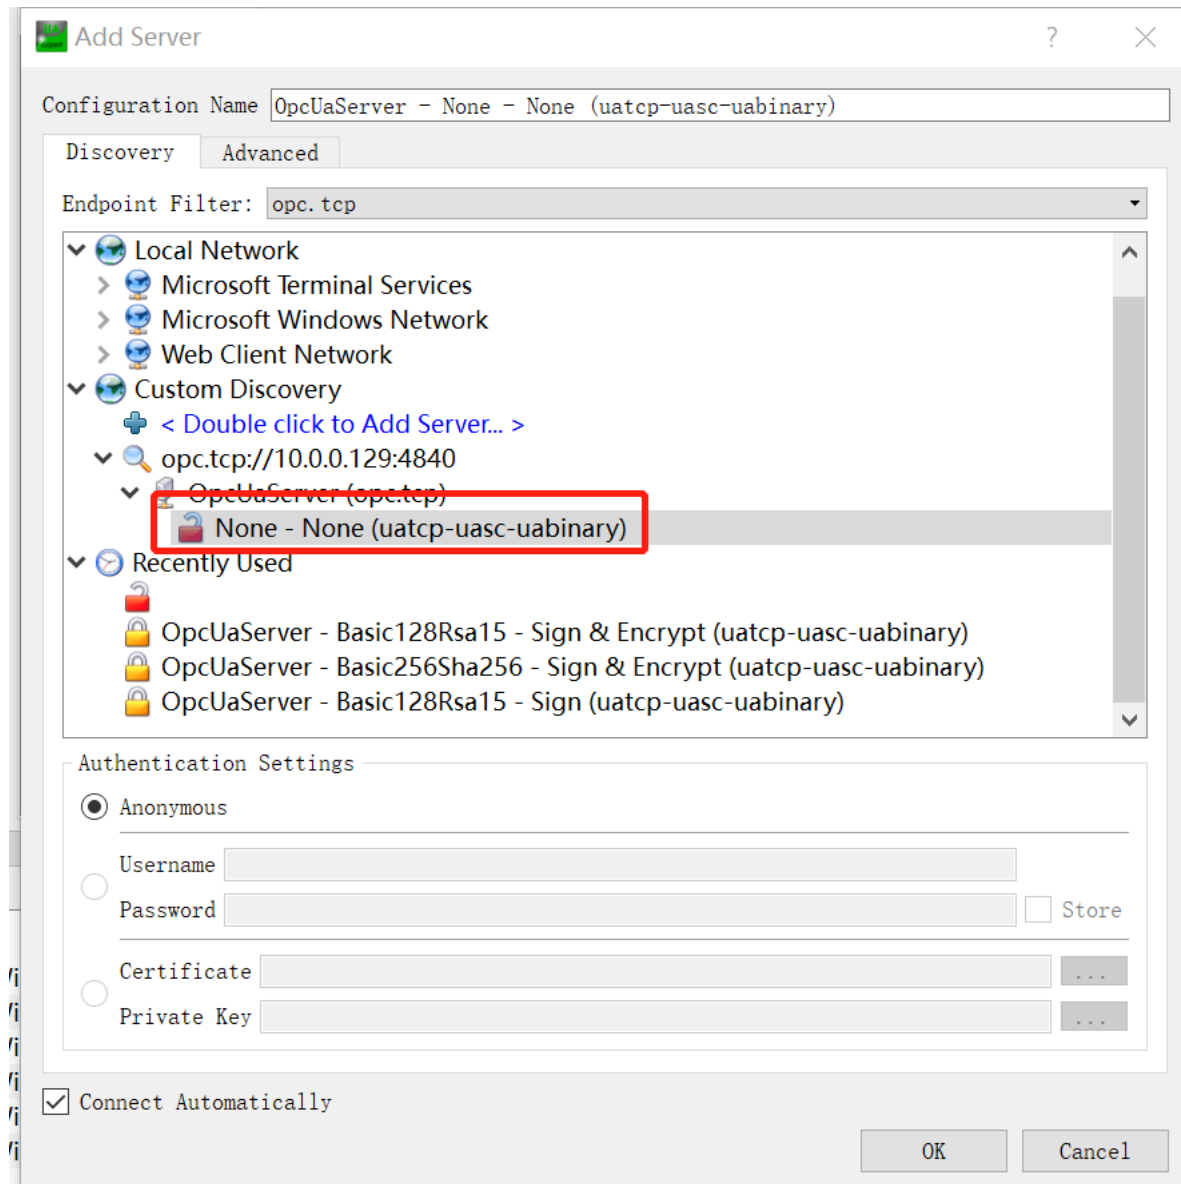 Add Server
?
Configuration Name OpcUaServer - None - None (uatcp-uasc-uabinary)
Discovery Advanced
Endpoint Filter: opc.tcp
Local Network
Microsoft Terminal Services
Microsoft Windows Network
Web Client Network
Custom Discovery
< Double click to Add Server... >
opc.tcp://10.0.0.129:4840
OpcUaServer (opc.tcp)
None - None (uatcp-uasc-uabinary)
Recently Used
OpcUaServer - Basic128Rsa15 - Sign & Encrypt (uatcp-uasc-uabinary)
OpcUaServer - Basic256Sha256 - Sign & Encrypt (uatcp-uasc-uabinary)
OpcUaServer - Basic128Rsa15 - Sign (uatcp-uasc-uabinary)
Authentication Settings
Anonymous
Username
Password Store
Certificate ...
Private Key ...
Connect Automatically
OK Cancel